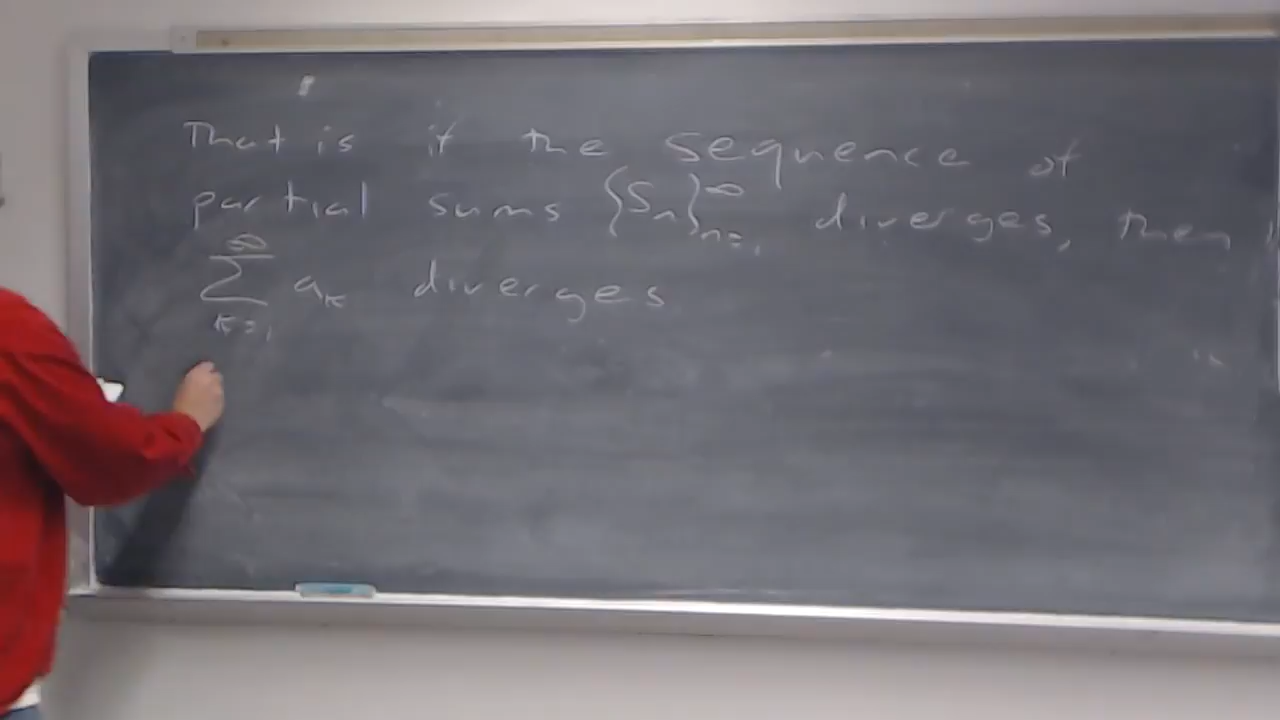 That is if the sequence of
partial sums {Sₙ}ₙ₌₁^∞ diverges, then
∑ₖ₌₁^∞ aₖ diverges